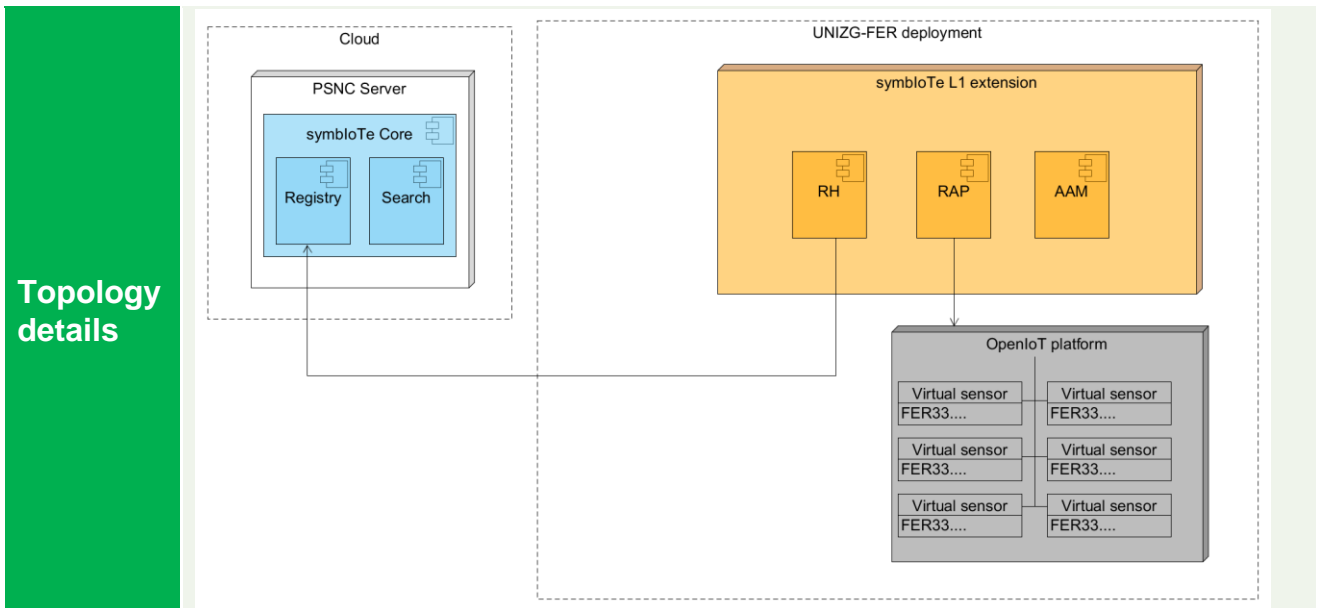 Topology
details
Cloud
PSNC Server
symbIoTe Core
Registry
Search
UNIZG-FER deployment
symbIoTe L1 extension
RH
RAP
AAM
OpenIoT platform
Virtual sensor
FER33....
Virtual sensor
FER33....
Virtual sensor
FER33....
Virtual sensor
FER33....
Virtual sensor
FER33....
Virtual sensor
FER33....